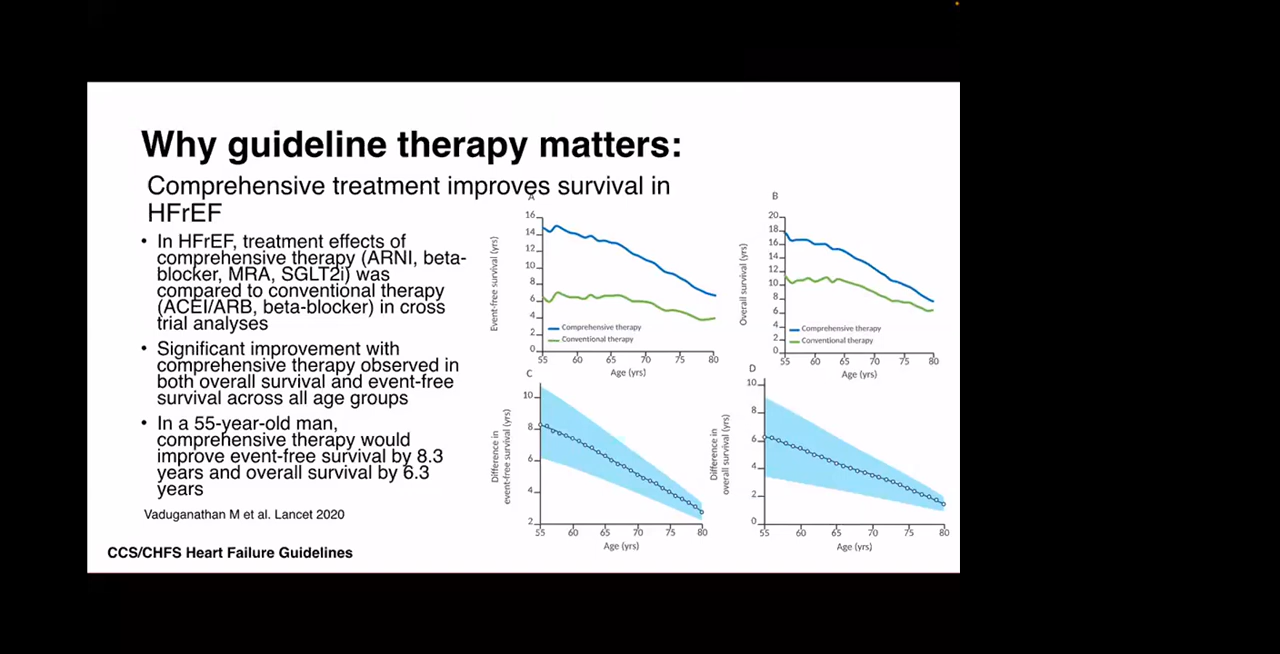 Why guideline therapy matters:
Comprehensive treatment improves survival in
HFrEF
• In HFrEF, treatment effects of
comprehensive therapy (ARNI, beta-
blocker, MRA, SGLT2i) was
compared to conventional therapy
(ACEI/ARB, beta-blocker) in cross
trial analyses
• Significant improvement with
comprehensive therapy observed in
both overall survival and event-free
survival across all age groups
• In a 55-year-old man,
comprehensive therapy would
improve event-free survival by 8.3
years and overall survival by 6.3
years
Vaduganathan M et al. Lancet 2020
CCS/CHFS Heart Failure Guidelines
A
Event-free survival (yrs)
16
14
12
10
8
6
4
2
0
Comprehensive therapy
Conventional therapy
55 60 65 70 75 80
Age (yrs)
B
Overall survival (yrs)
20
18
16
14
12
10
8
6
4
2
0
Comprehensive therapy
Conventional therapy
55 60 65 70 75 80
Age (yrs)
C
Difference in
event-free survival (yrs)
10
8
6
4
2
55 60 65 70 75 80
Age (yrs)
D
Difference in
overall survival (yrs)
10
8
6
4
2
0
55 60 65 70 75 80
Age (yrs)